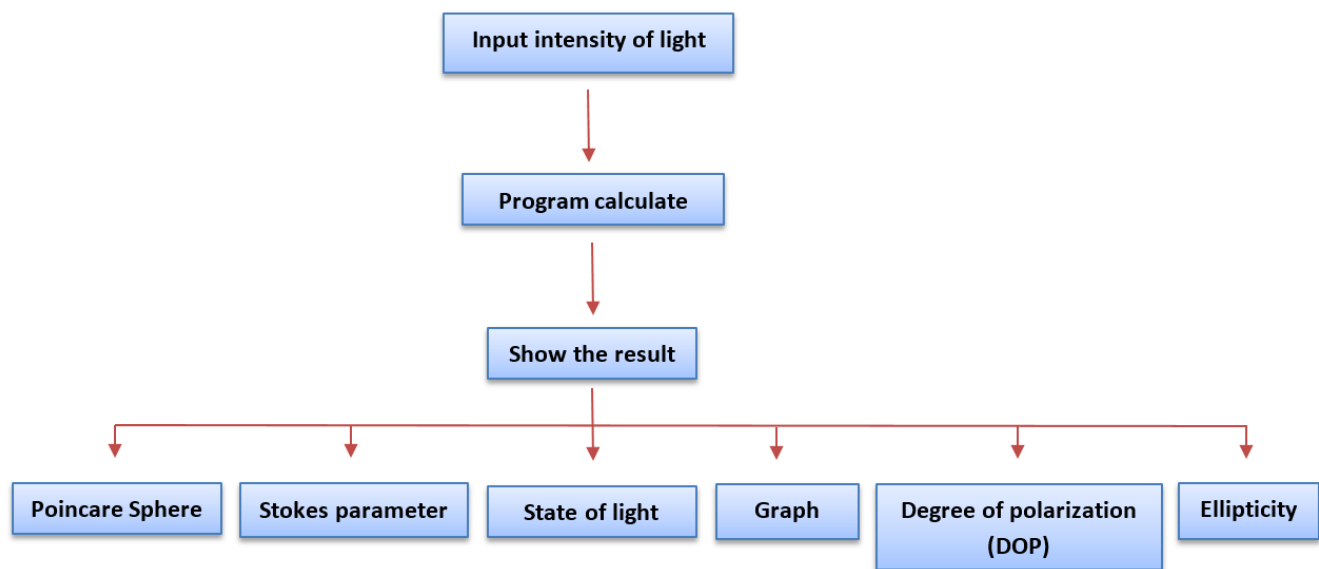 Input intensity of light
Program calculate
Show the result
Poincare Sphere
Stokes parameter
State of light
Graph
Degree of polarization
(DOP)
Ellipticity